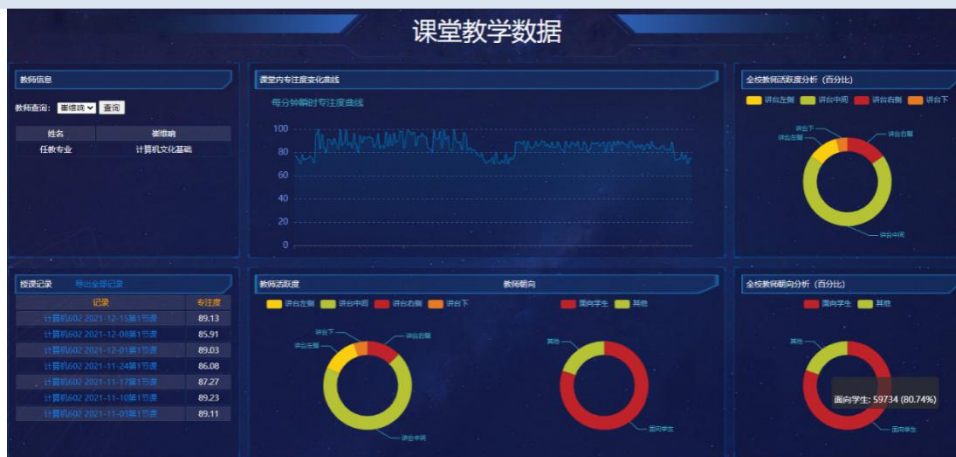 课堂教学数据
教师信息
教师查询: 查询
姓名
任教专业 计算机文化基础
课堂内专注度变化曲线
每分钟瞬时专注度曲线
100
80
60
40
20
0
全校教师活跃度分析（百分比）
讲台左侧 讲台中间 讲台右侧 讲台下
讲台下
讲台左侧
讲台右侧
讲台中间
授课记录 导出全部记录
记录 专注度
计算机602 2021-12-15第1节课 89.13
计算机602 2021-12-08第1节课 85.91
计算机602 2021-12-01第1节课 89.03
计算机602 2021-11-24第1节课 86.08
计算机602 2021-11-17第1节课 87.27
计算机602 2021-11-10第1节课 89.23
计算机602 2021-11-03第1节课 89.11
教师活跃度
讲台左侧 讲台中间 讲台右侧 讲台下
讲台下
讲台左侧
讲台右侧
讲台中间
教师朝向
面向学生 其他
其他
面向学生
全校教师朝向分析（百分比）
面向学生 其他
其他
面向学生: 59734 (80.74%)
面向学生